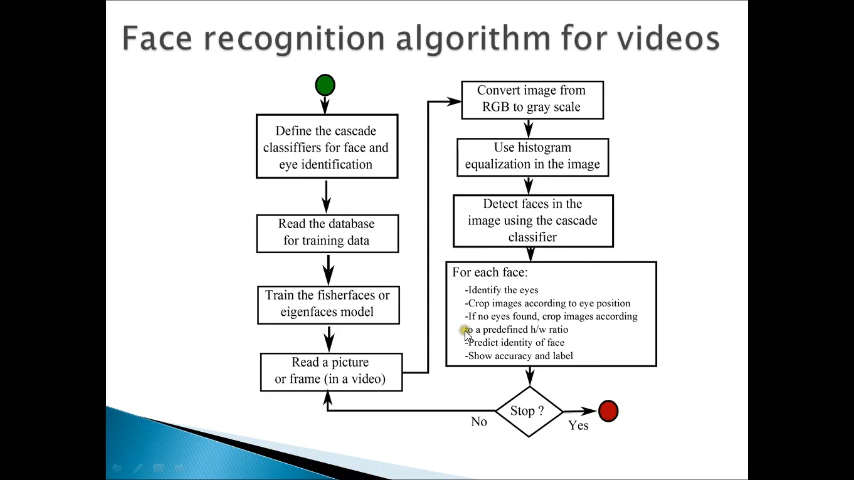 Face recognition algorithm for videos
Define the cascade
classiffiers for face and
eye identification
Read the database
for training data
Train the fisherfaces or
eigenfaces model
Read a picture
or frame (in a video)
Convert image from
RGB to gray scale
Use histogram
equalization in the image
Detect faces in the
image using the cascade
classifier
For each face:
-Identify the eyes
-Crop images according to eye position
-If no eyes found, crop images according
to a predefined h/w ratio
-Predict identity of face
-Show accuracy and label
Stop ?
No
Yes